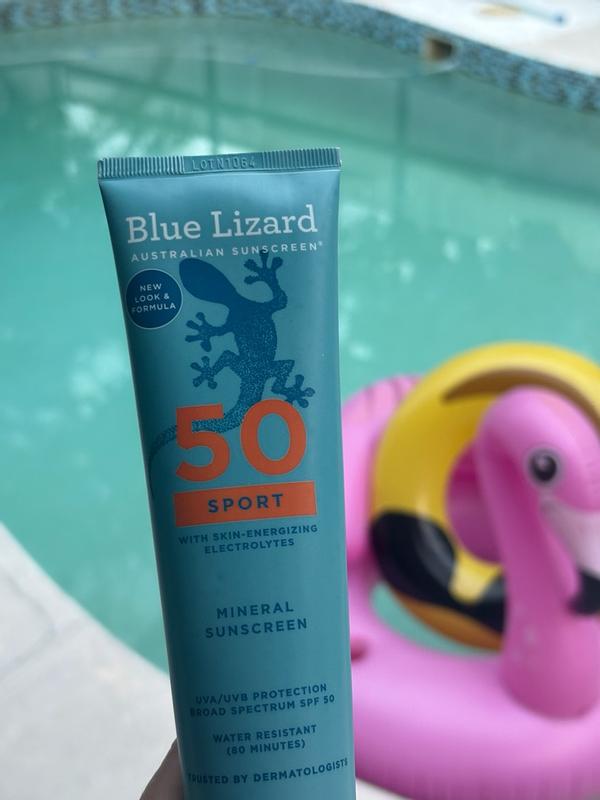 LOTN1064
Blue Lizard
AUSTRALIAN SUNSCREEN®
NEW
LOOK &
FORMULA
50
SPORT
WITH SKIN-ENERGIZING
ELECTROLYTES
MINERAL
SUNSCREEN
UVA/UVB PROTECTION
BROAD SPECTRUM SPF 50
WATER RESISTANT
(80 MINUTES)
TRUSTED BY DERMATOLOGISTS